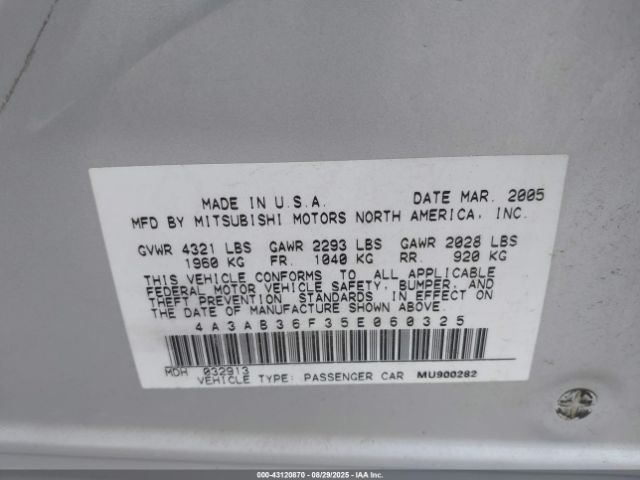 MADE IN U.S.A. DATE MAR. 2005
MFD BY MITSUBISHI MOTORS NORTH AMERICA, INC.
GVWR 4321 LBS GAWR 2293 LBS GAWR 2028 LBS
1960 KG FR. 1040 KG RR. 920 KG
THIS VEHICLE CONFORMS TO ALL APPLICABLE
FEDERAL MOTOR VEHICLE SAFETY, BUMPER, AND
THEFT PREVENTION STANDARDS IN EFFECT ON
THE DATE OF MANUFACTURE SHOWN ABOVE.
4A3AB36F35E060325
MDH 032913
VEHICLE TYPE: PASSENGER CAR MU900282
000-43120870 - 08/29/2025 - IAA Inc.